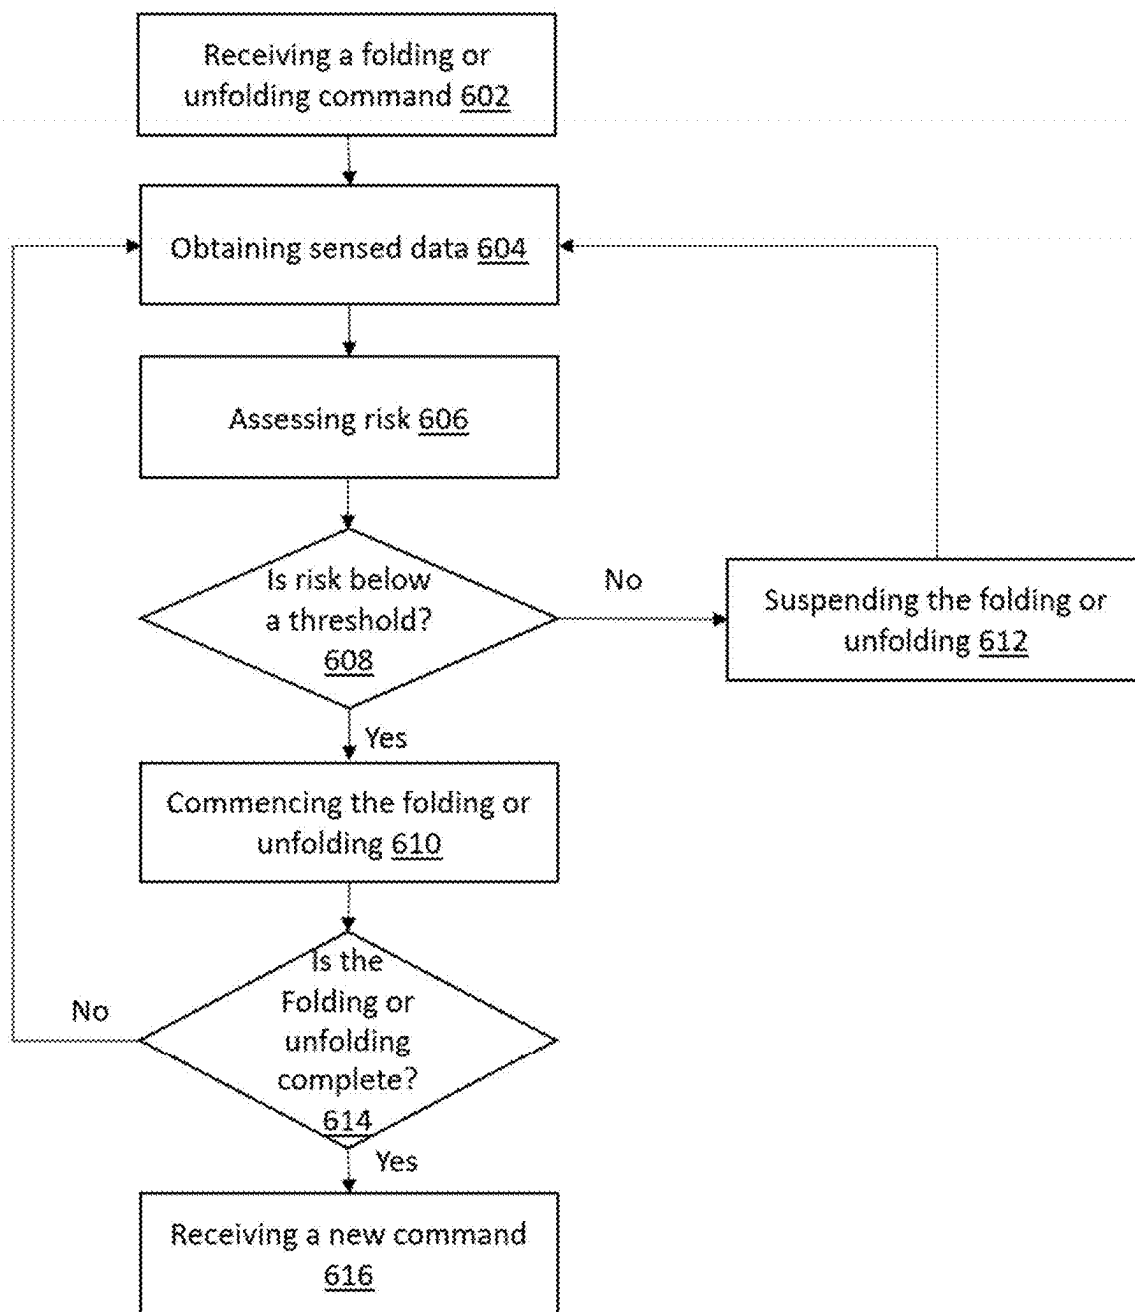 Receiving a folding or
unfolding command 602
Obtaining sensed data 604
Assessing risk 606
Is risk below
a threshold?
608
No
Suspending the folding or
unfolding 612
Yes
Commencing the folding or
unfolding 610
Is the
Folding or
unfolding
complete?
614
No
Yes
Receiving a new command
616